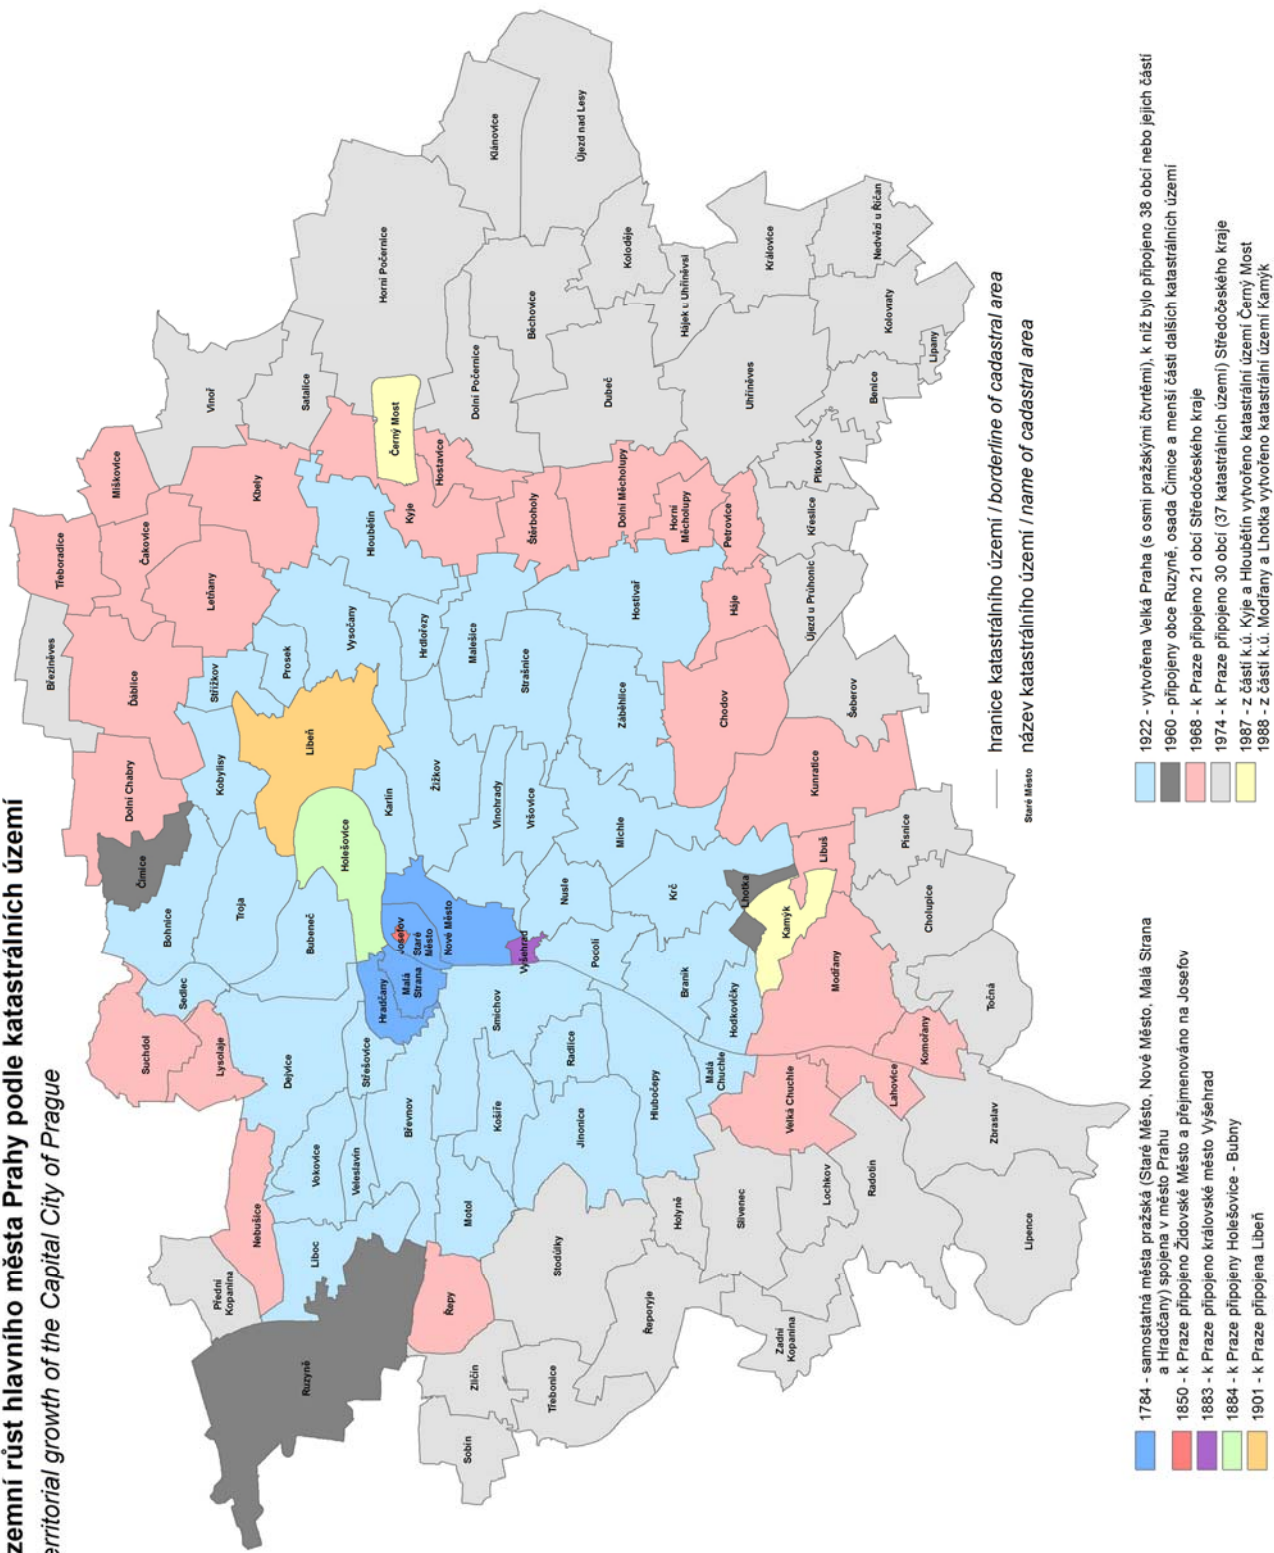 zemní růst hlavního města Prahy podle katastrálních území
erritorial growth of the Capital City of Prague
Sobín
Zličín
Třebonice
Ruzyně
Přední
Kopanina
Řepy
Řeporyje
Zadní
Kopanina
Stodůlky
Nebušice
Liboc
Motol
Holyně
Slivenec
Lochkov
Radotín
Lipence
Zbraslav
Vokovice
Veleslavín
Břevnov
Košíře
Jinonice
Hlubočepy
Velká Chuchle
Lahovice
Komořany
Suchdol
Lysolaje
Dejvice
Střešovice
Radlice
Malá
Chuchle
Sedlec
Hradčany
Malá
Strana
Smíchov
Hodkovičky
Modřany
Točná
Bohnice
Troja
Bubeneč
Josefov
Staré
Město
Nové Město
Vyšehrad
Pocolí
Braník
Kamýk
Cholupice
Čimice
Holešovice
Nusle
Krč
Lhotka
Libuš
Písnice
Dolní Chabry
Kobylisy
Libeň
Karlín
Žižkov
Vinohrady
Vršovice
Michle
Kunratice
Březiněves
Ďáblice
Střížkov
Prosek
Vysočany
Hrdlořezy
Malešice
Strašnice
Záběhlice
Chodov
Šeberov
Třeboradice
Čakovice
Letňany
Hloubětín
Hostivař
Háje
Újezd u Průhonic
Miškovice
Kbely
Kyje
Hostavice
Štěrboholy
Dolní Měcholupy
Horní
Měcholupy
Petrovice
Křeslice
Pitkovice
Vinoř
Satalice
Černý Most
Dolní Počernice
Dubeč
Uhříněves
Benice
Lipany
Kolovraty
Horní Počernice
Běchovice
Koloděje
Hájek u Uhříněvsi
Královice
Nedvězí u Říčan
Klánovice
Újezd nad Lesy
hranice katastrálního území / borderline of cadastral area
Staré Město název katastrálního území / name of cadastral area
1784 - samostatná města pražská (Staré Město, Nové Město, Malá Strana
a Hradčany) spojena v město Prahu
1850 - k Praze připojeno Židovské Město a přejmenováno na Josefov
1883 - k Praze připojeno královské město Vyšehrad
1884 - k Praze připojeny Holešovice - Bubny
1901 - k Praze připojena Libeň
1922 - vytvořena Velká Praha (s osmi pražskými čtvrtěmi), k níž bylo připojeno 38 obcí nebo jejich částí
1960 - připojeny obce Ruzyně, osada Čimice a menší části dalších katastrálních území
1968 - k Praze připojeno 21 obcí Středočeského kraje
1974 - k Praze připojeno 30 obcí (37 katastrálních území) Středočeského kraje
1987 - z částí k.ú. Kyje a Hloubětín vytvořeno katastrální území Černý Most
1988 - z částí k.ú. Modřany a Lhotka vytvořeno katastrální území Kamýk